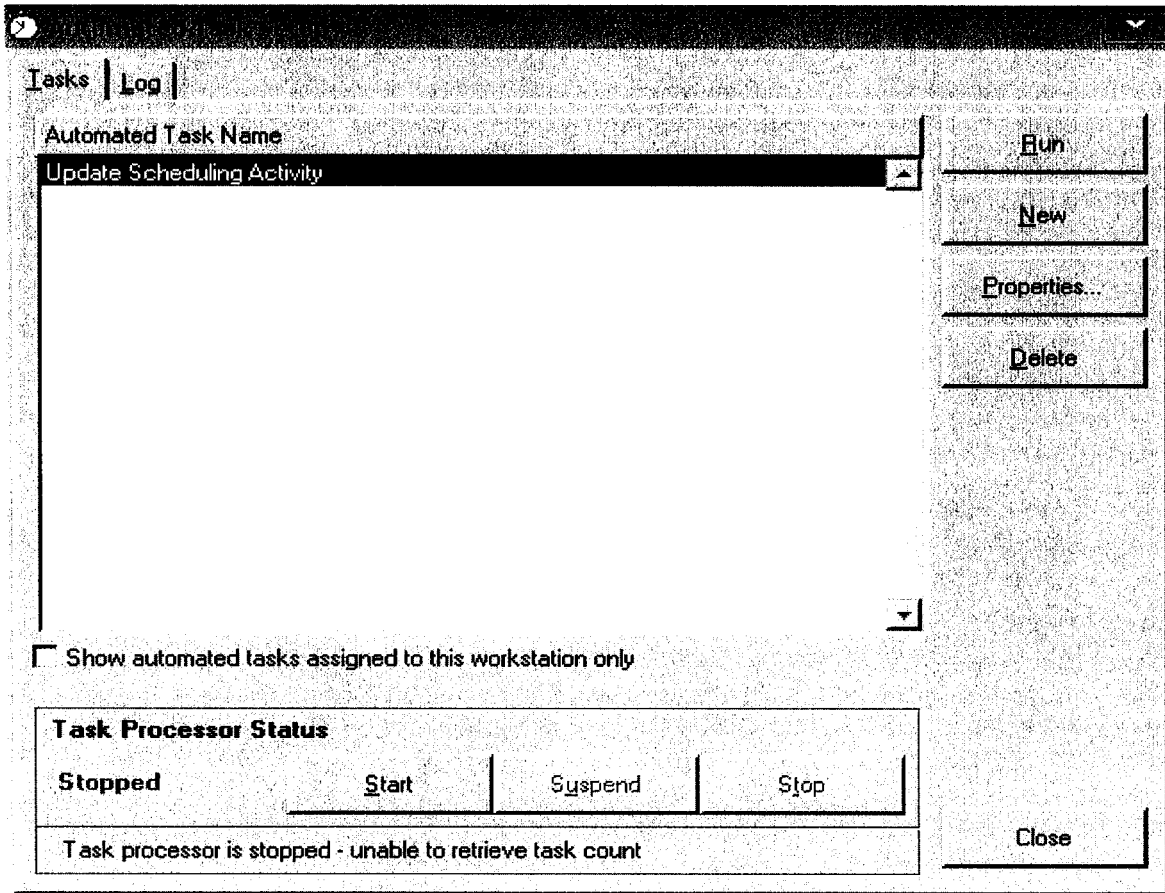 Tasks Log
Automated Task Name
Update Scheduling Activity
Run
New
Properties...
Delete
Show automated tasks assigned to this workstation only
Task Processor Status
Stopped Start Suspend Stop
Task processor is stopped - unable to retrieve task count
Close